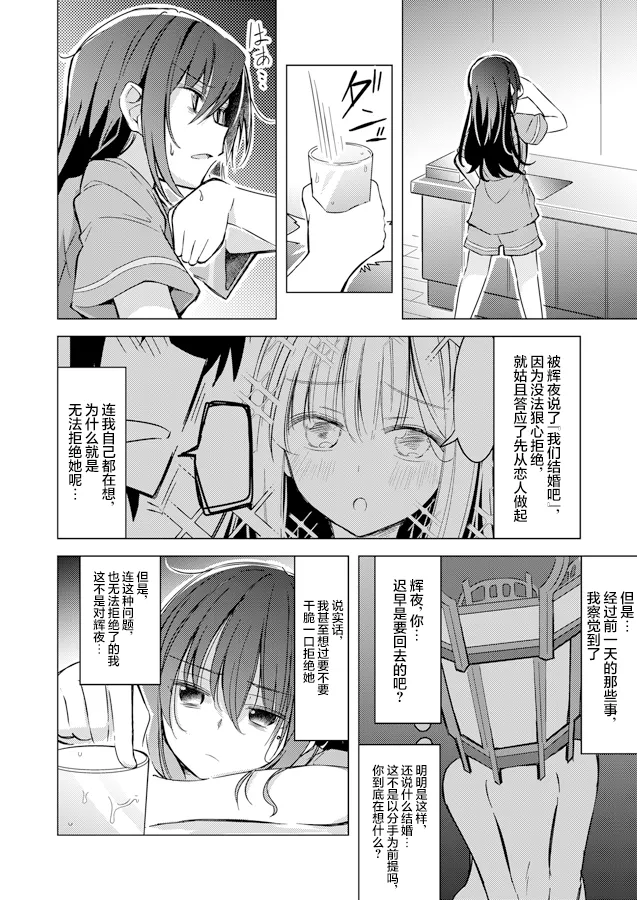 ダンッ
はあ…
被辉夜说了『我们结婚吧』,
因为没法狠心拒绝,
就姑且答应了先从恋人做起
连我自己都在想,
为什么就是
无法拒绝她呢…
但是…
经过前一天的那些事,
我察觉到了
辉夜,你…
迟早是要回去的吧?
明明是这样,
还说什么结婚…
这不是以分手为前提吗,
你到底在想什么?
说实话,
我甚至想过要不要
干脆一口拒绝她
但是,
连这种问题,
也无法拒绝了的我
这不是对辉夜…